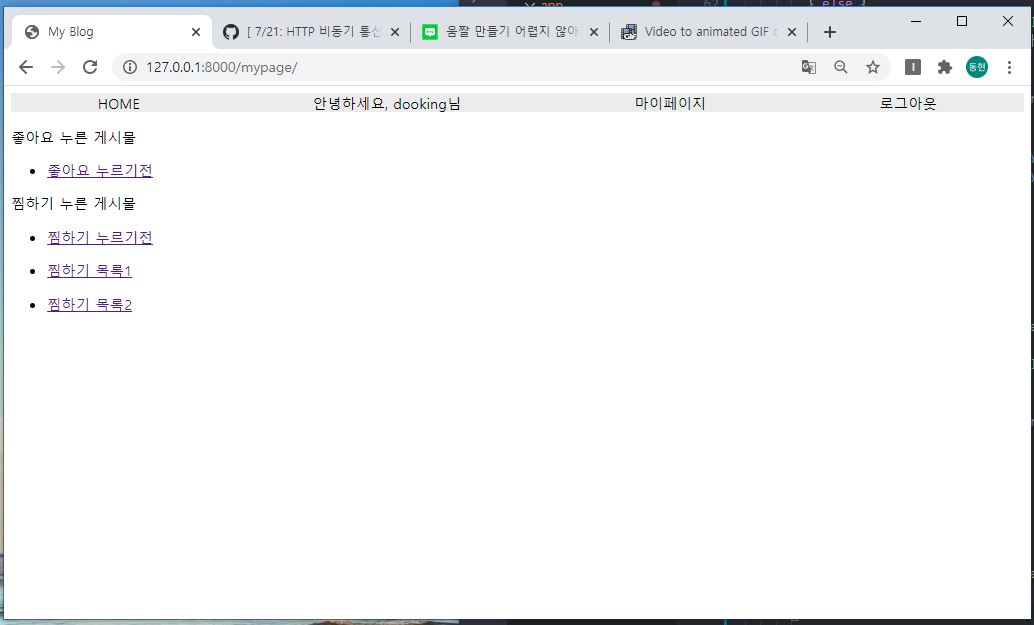 app
62
} else {
My Blog
[ 7/21: HTTP 비동기 통신
움짤 만들기 어렵지 않아
Video to animated GIF c
127.0.0.1:8000/mypage/
I
동현
HOME
안녕하세요, dooking님
마이페이지
로그아웃
좋아요 누른 게시물
좋아요 누르기전
찜하기 누른 게시물
찜하기 누르기전
찜하기 목록1
찜하기 목록2